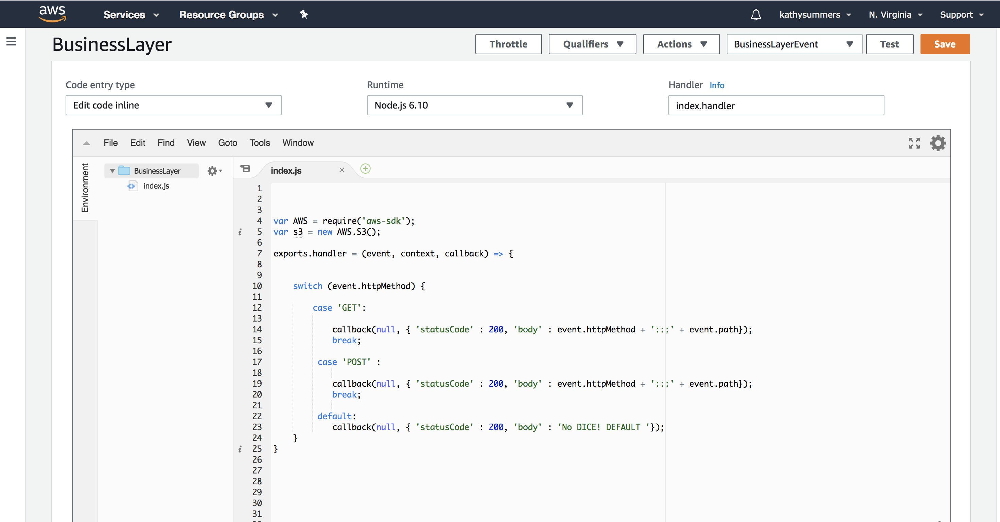 aws Services Resource Groups kathysummers N. Virginia Support
BusinessLayer Throttle Qualifiers Actions BusinessLayerEvent Test Save
Code entry type Runtime Handler Info
Edit code inline Node.js 6.10 index.handler
File Edit Find View Goto Tools Window
Environment
BusinessLayer
index.js
index.js
1
2
3
4 var AWS = require('aws-sdk');
i 5 var s3 = new AWS.S3();
6
7 exports.handler = (event, context, callback) => {
8
9
10 switch (event.httpMethod) {
11
12 case 'GET':
13
14 callback(null, { 'statusCode' : 200, 'body' : event.httpMethod + ':::' + event.path});
15 break;
16
17 case 'POST' :
18
19 callback(null, { 'statusCode' : 200, 'body' : event.httpMethod + ':::' + event.path});
20 break;
21
22 default:
23 callback(null, { 'statusCode' : 200, 'body' : 'No DICE! DEFAULT '});
24 }
i 25 }
26
27
28
29
30
31